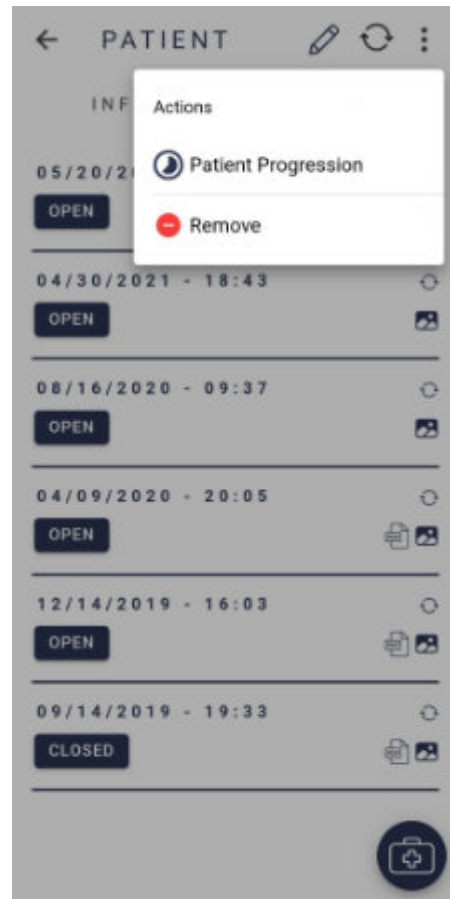 PATIENT
INF
Actions
Patient Progression
Remove
05/20/2
OPEN
04/30/2021 - 18:43
OPEN
08/16/2020 - 09:37
OPEN
04/09/2020 - 20:05
OPEN
12/14/2019 - 16:03
OPEN
09/14/2019 - 19:33
CLOSED